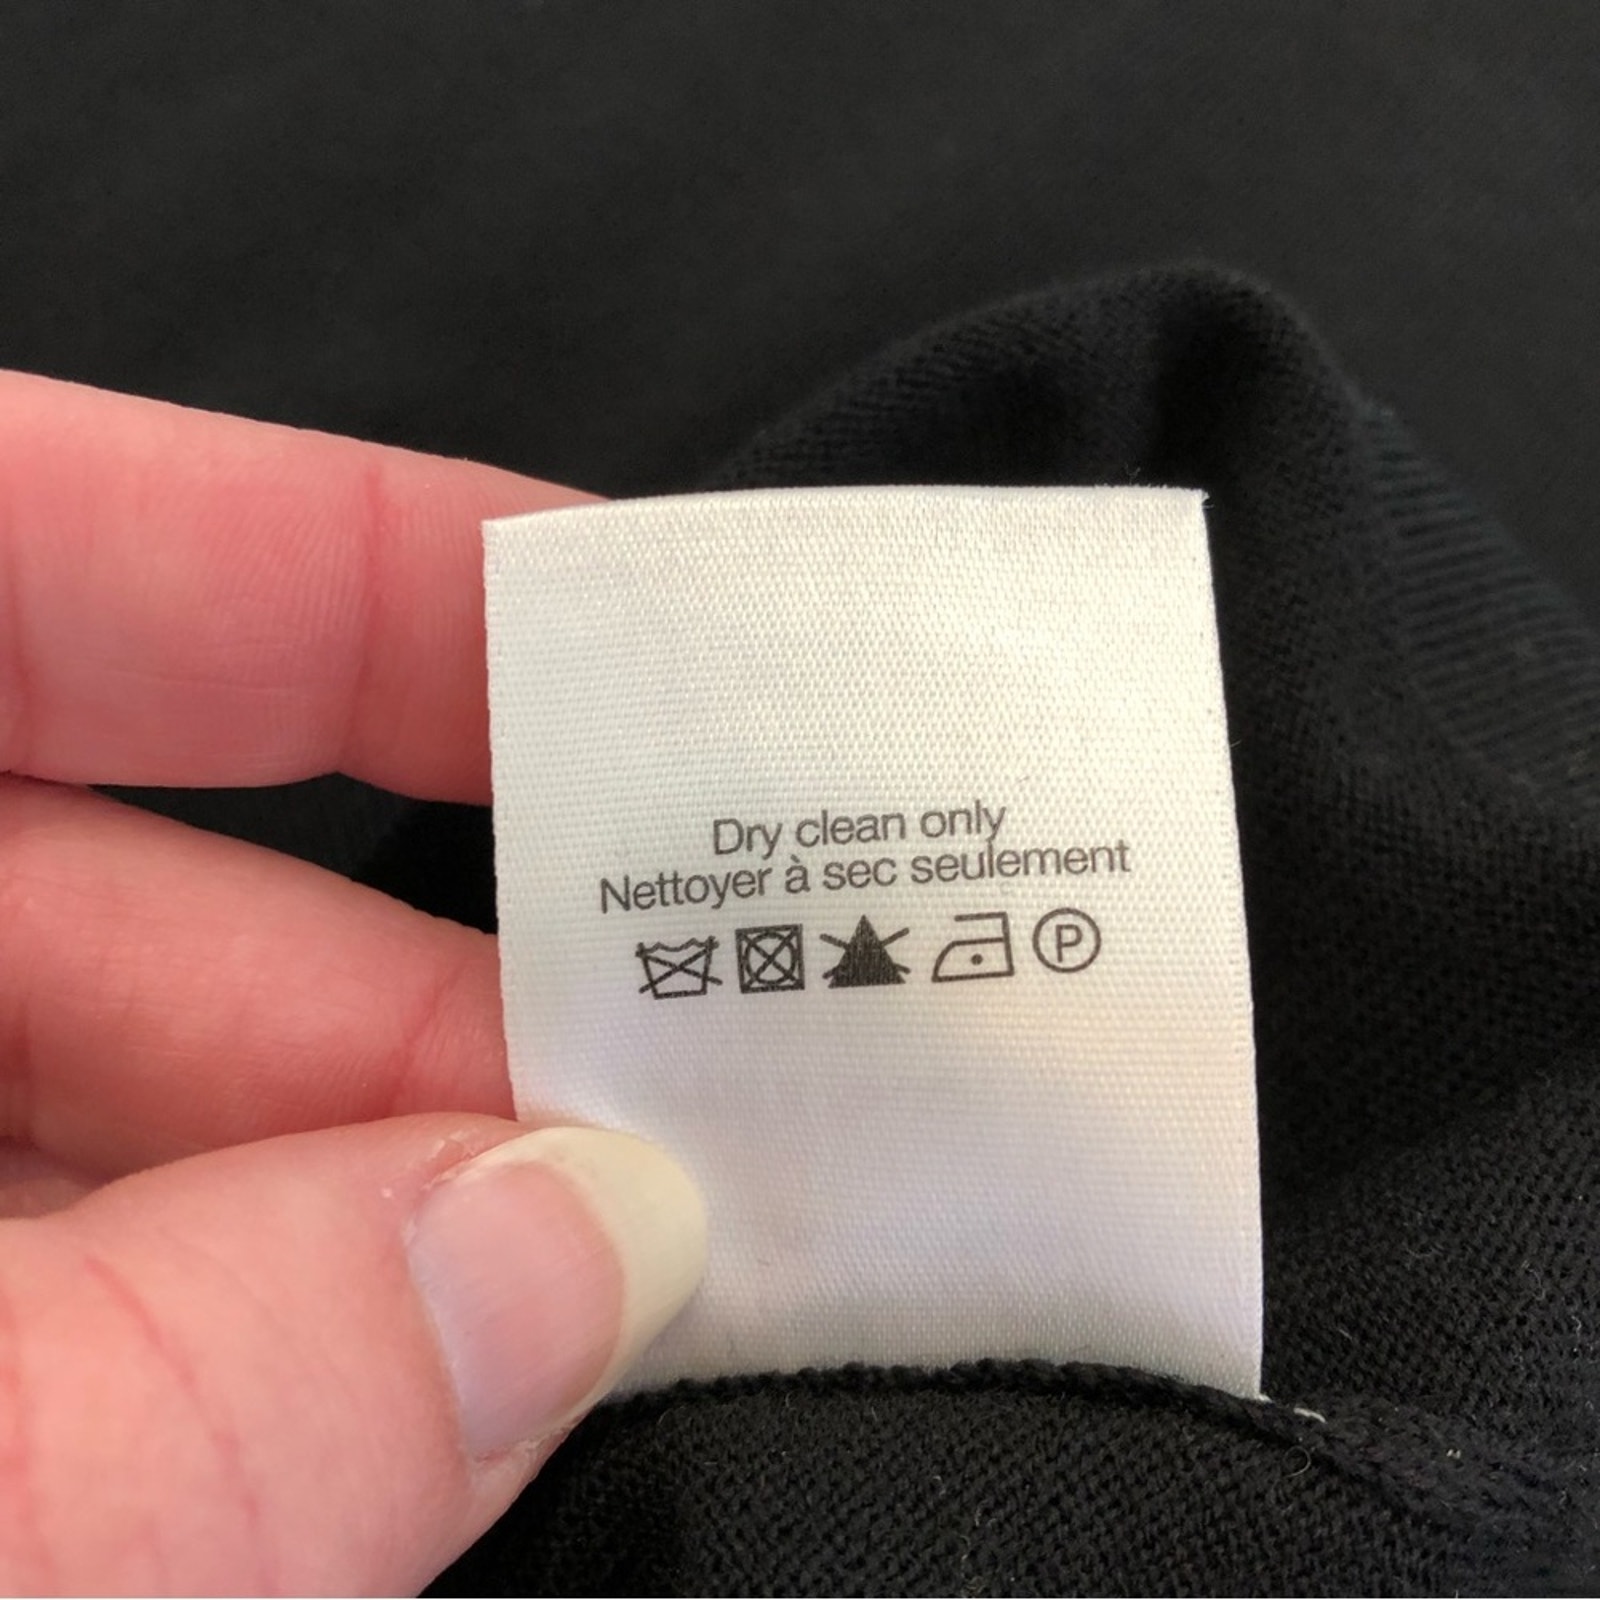 Dry clean only
Nettoyer à sec seulement
P